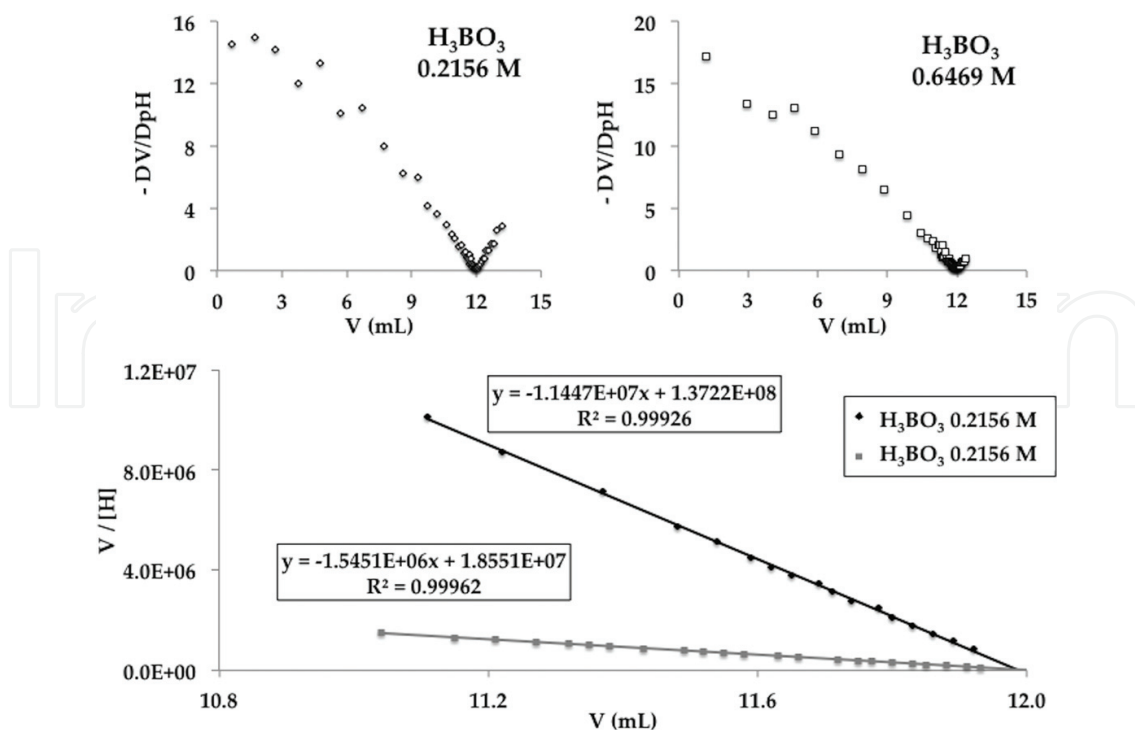 16
12
8
4
0
- DV/DpH
H₃BO₃
0.2156 M
0 3 6 9 12 15
V (mL)
20
15
10
5
0
- DV/DpH
H₃BO₃
0.6469 M
0 3 6 9 12 15
V (mL)
1.2E+07
8.0E+06
4.0E+06
0.0E+00
V / [H]
y = -1.1447E+07x + 1.3722E+08
R² = 0.99926
H₃BO₃ 0.2156 M
H₃BO₃ 0.2156 M
y = -1.5451E+06x + 1.8551E+07
R² = 0.99962
10.8 11.2 11.6 12.0
V (mL)